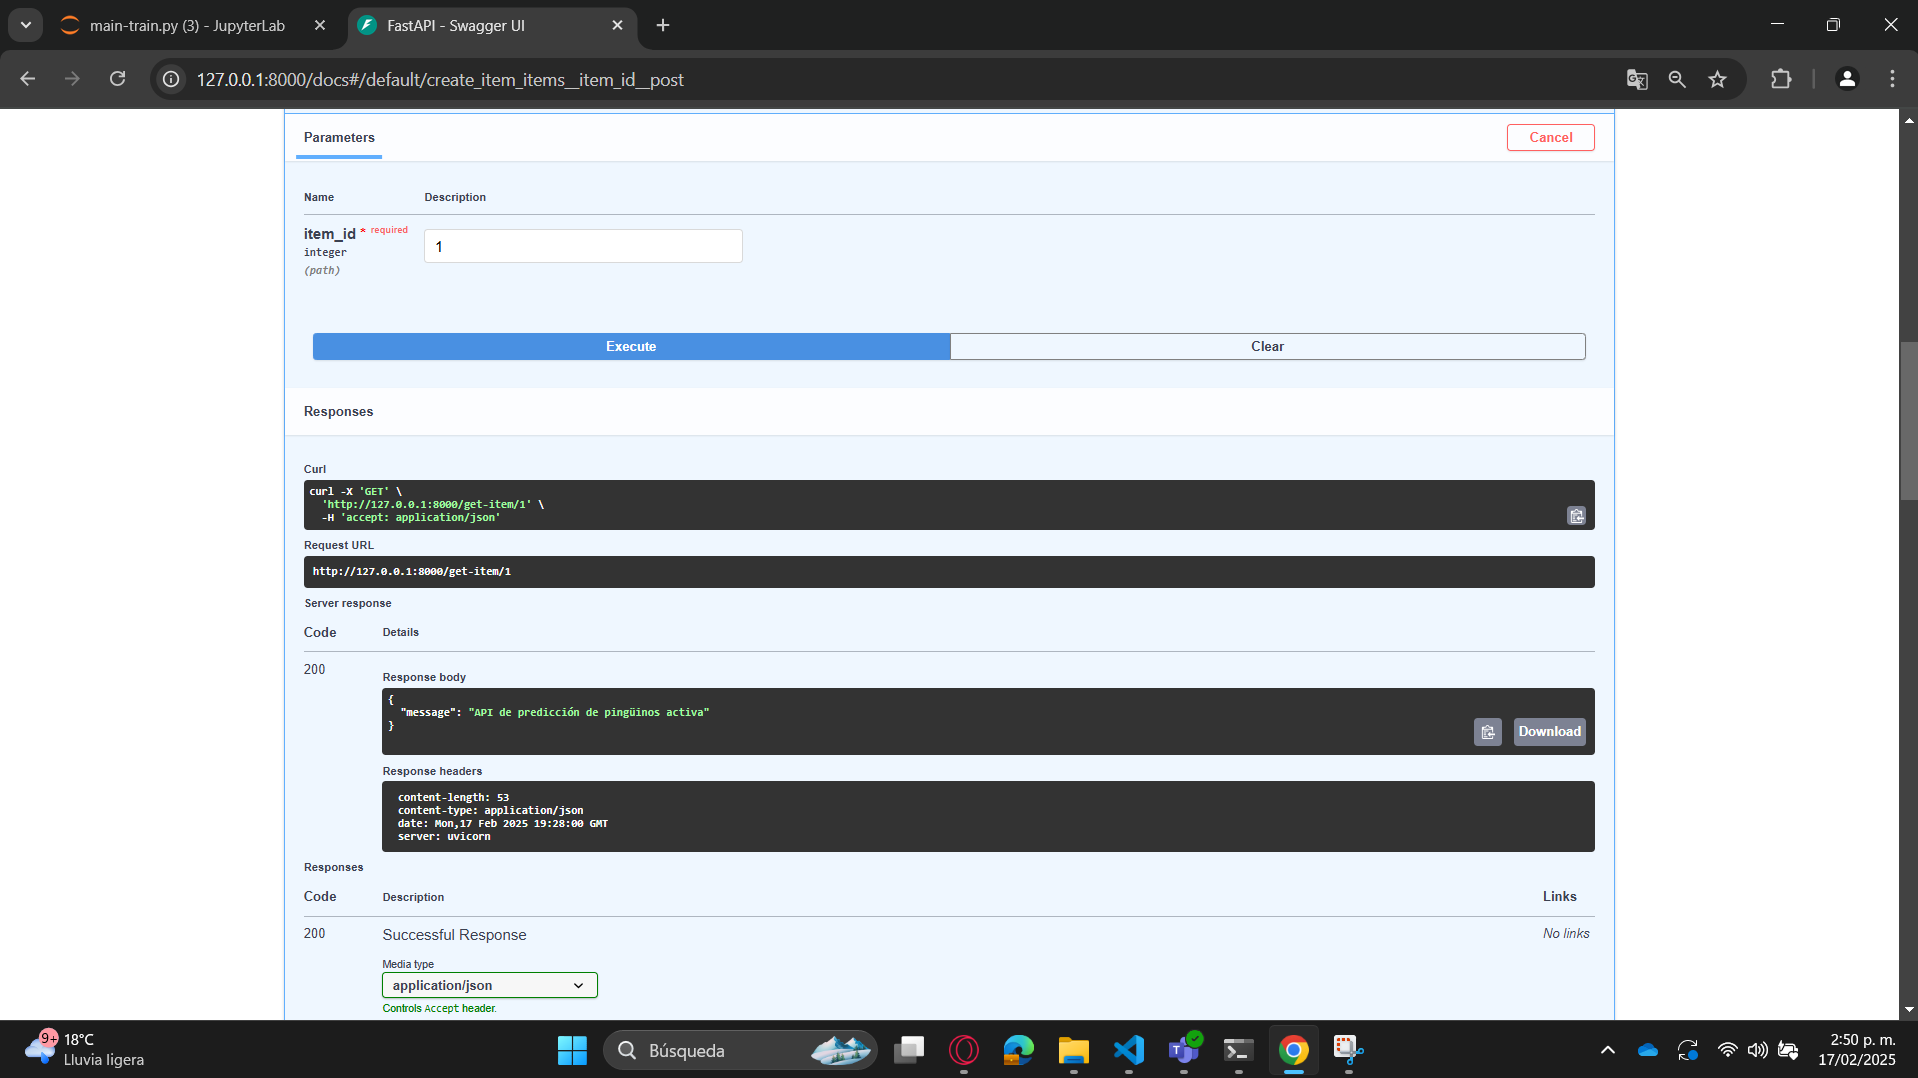 main-train.py (3) - JupyterLab
FastAPI - Swagger UI
127.0.0.1:8000/docs#/default/create_item_items__item_id__post
Parameters
Cancel
Name
Description
item_id * required
integer
(path)
1
Execute
Clear
Responses
Curl
curl -X 'GET' \
'http://127.0.0.1:8000/get-item/1' \
-H 'accept: application/json'
Request URL
http://127.0.0.1:8000/get-item/1
Server response
Code
Details
200
Response body
{
"message": "API de predicción de pingüinos activa"
}
Download
Response headers
content-length: 53
content-type: application/json
date: Mon,17 Feb 2025 19:28:00 GMT
server: uvicorn
Responses
Code
Description
Links
200
Successful Response
No links
Media type
application/json
Controls Accept header.
9+
18°C
Lluvia ligera
Búsqueda
2:50 p. m.
17/02/2025